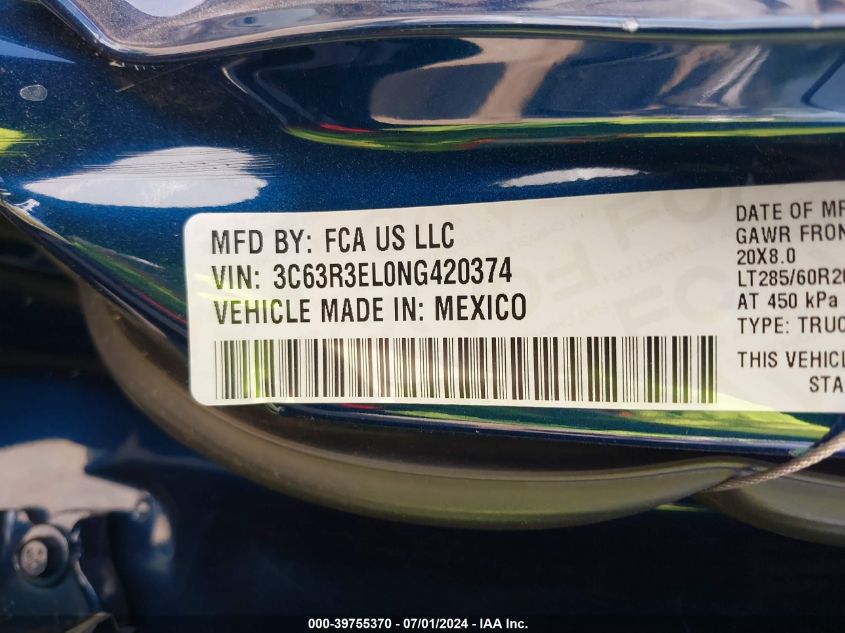 MFD BY: FCA US LLC
VIN: 3C63R3EL0NG420374
VEHICLE MADE IN: MEXICO
DATE OF MF
GAWR FRON
20X8.0
LT285/60R20
AT 450 kPa
TYPE: TRUC
THIS VEHICL
STA
000-39755370 - 07/01/2024 - IAA Inc.